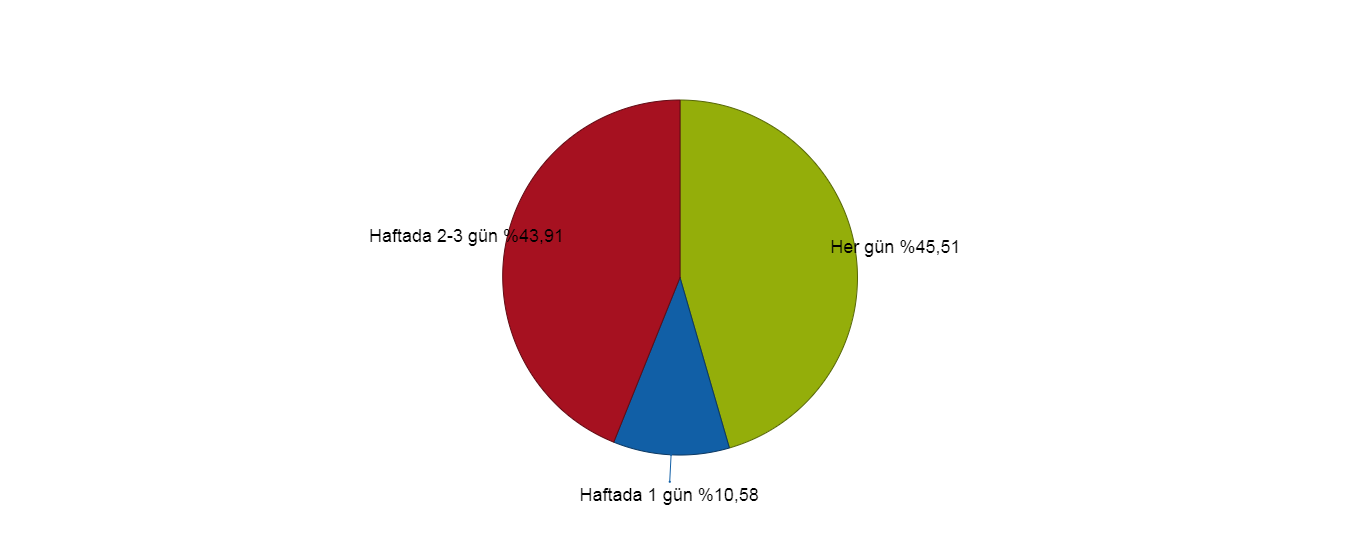 Haftada 2-3 gün %43,91
Her gün %45,51
Haftada 1 gün %10,58